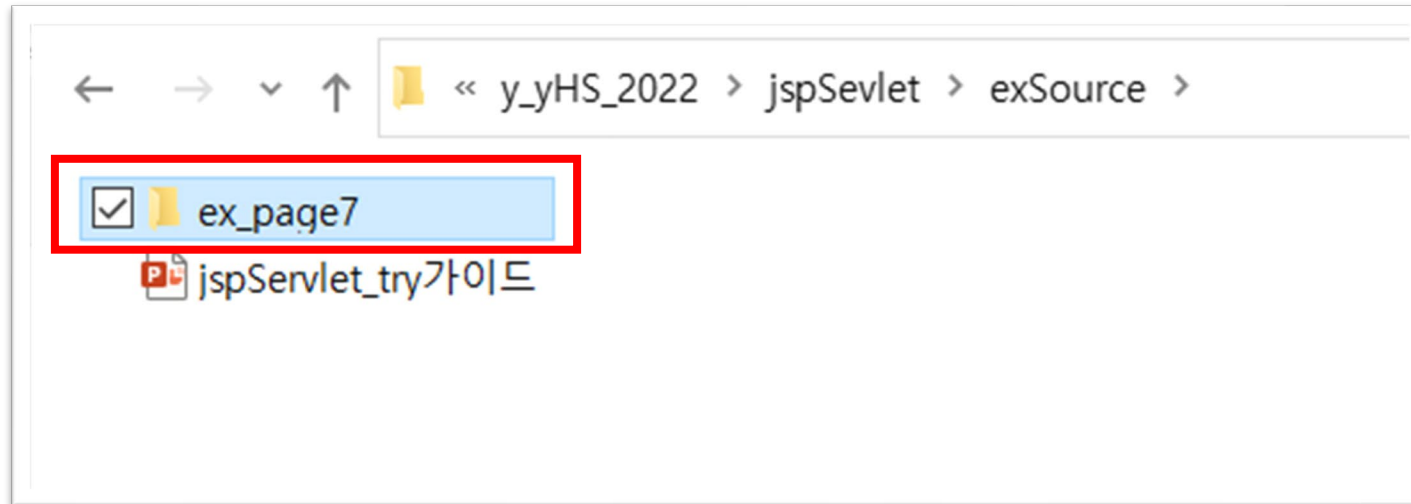 « y_yHS_2022 > jspSevlet > exSource >
ex_page7
jspServlet_try가이드